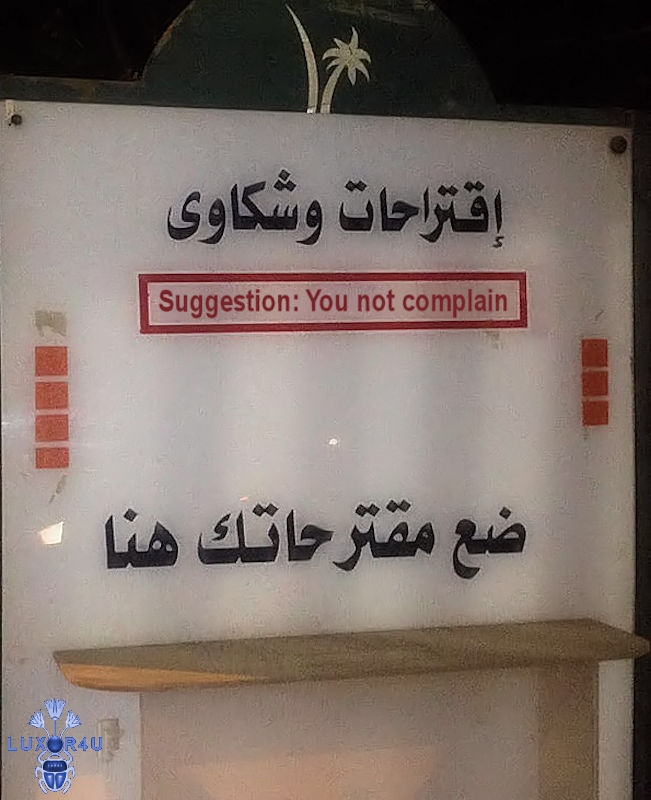 إقتراحات وشكاوى
Suggestion: You not complain
ضع مقترحاتك هنا
LUXOR4U